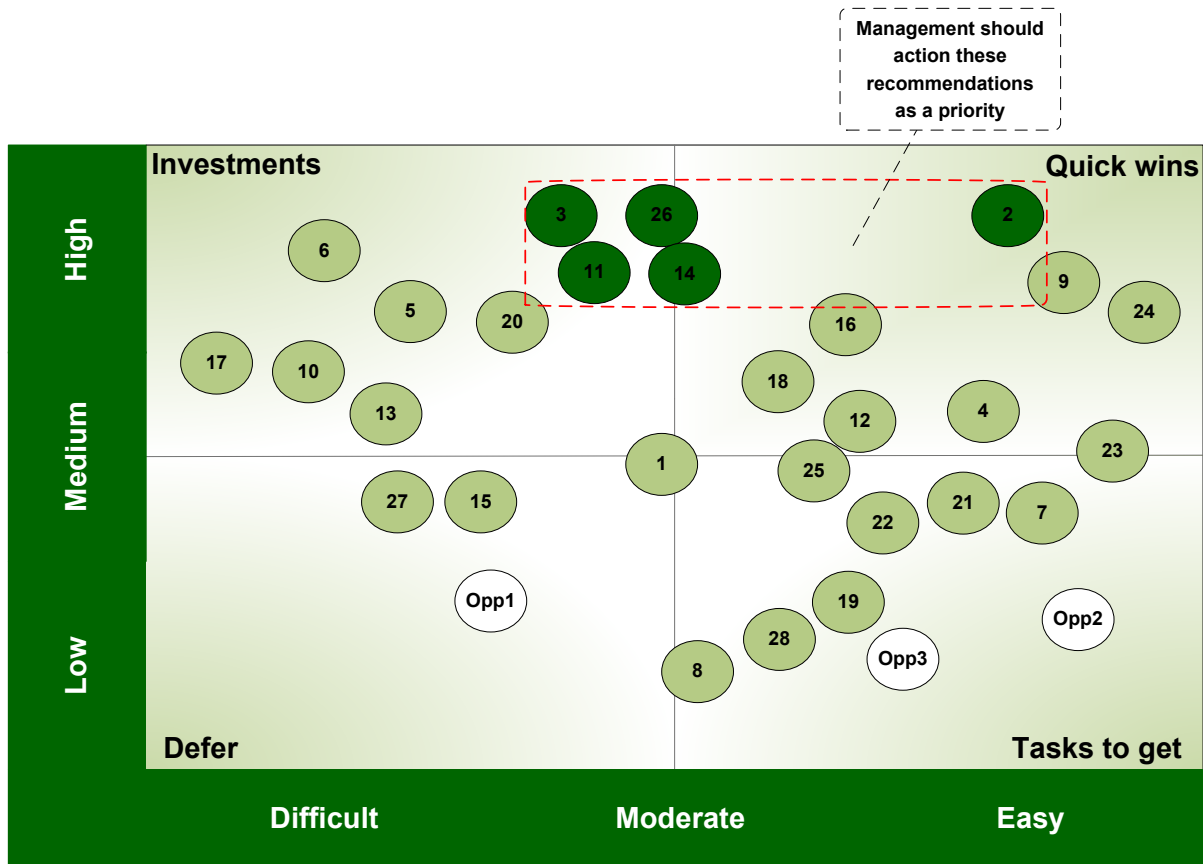 Management should
action these
recommendations
as a priority
Investments
Quick wins
High
Medium
Low
3
26
2
6
11
14
9
5
20
16
24
17
10
18
13
12
4
1
25
23
27
15
22
21
7
Opp1
19
Opp2
28
Opp3
8
Defer
Tasks to get
Difficult
Moderate
Easy